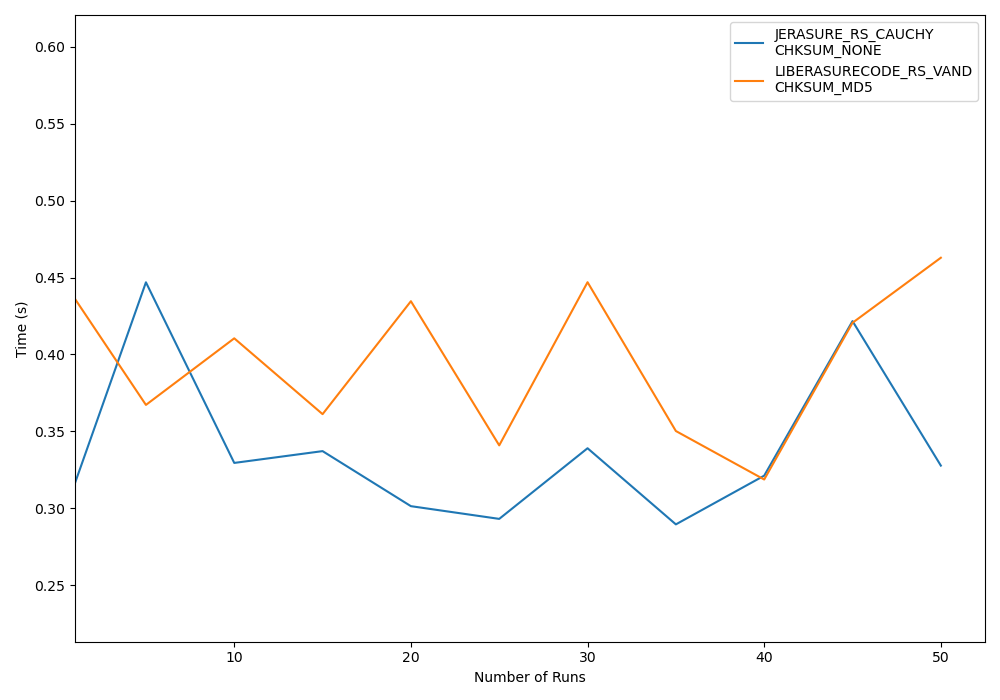 JERASURE_RS_CAUCHY
CHKSUM_NONE
LIBERASURECODE_RS_VAND
CHKSUM_MD5
0.60
0.55
0.50
0.45
0.40
0.35
0.30
0.25
Time (s)
10
20
30
40
50
Number of Runs